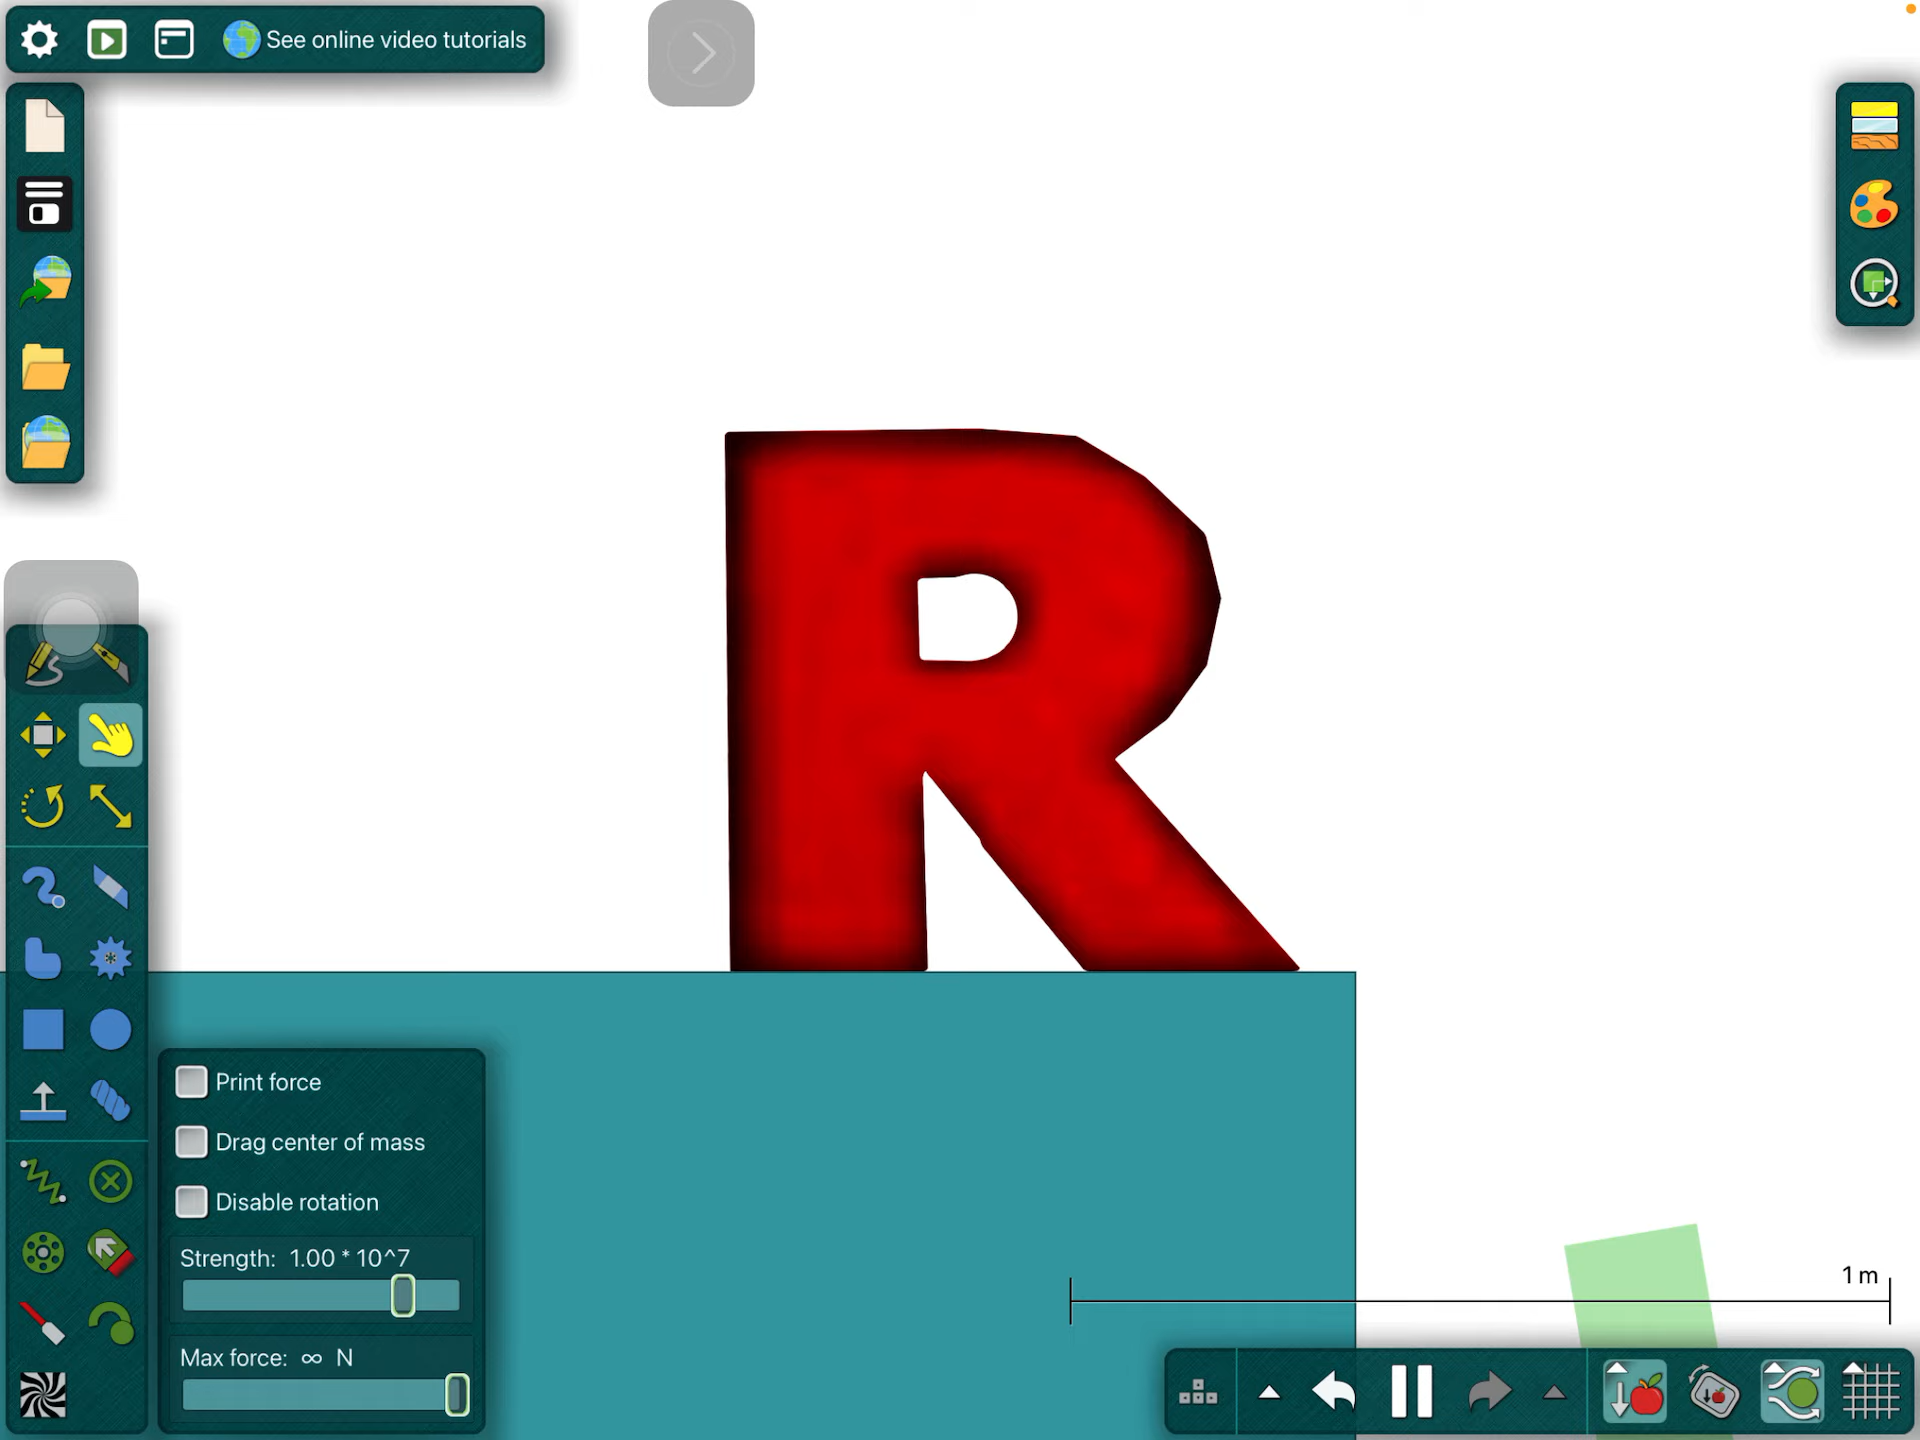 See online video tutorials
R
Print force
Drag center of mass
Disable rotation
Strength: 1.00 * 10^7
Max force: ∞ N
1 m